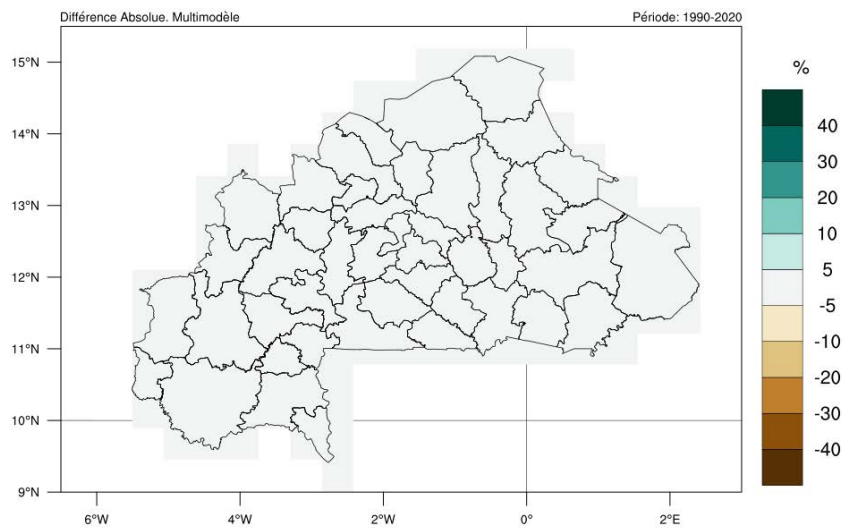 Différence Absolue. Multimodèle Période: 1990-2020
%
15°N
14°N
13°N
12°N
11°N
10°N
9°N
6°W 4°W 2°W 0° 2°E
40
30
20
10
5
-5
-10
-20
-30
-40